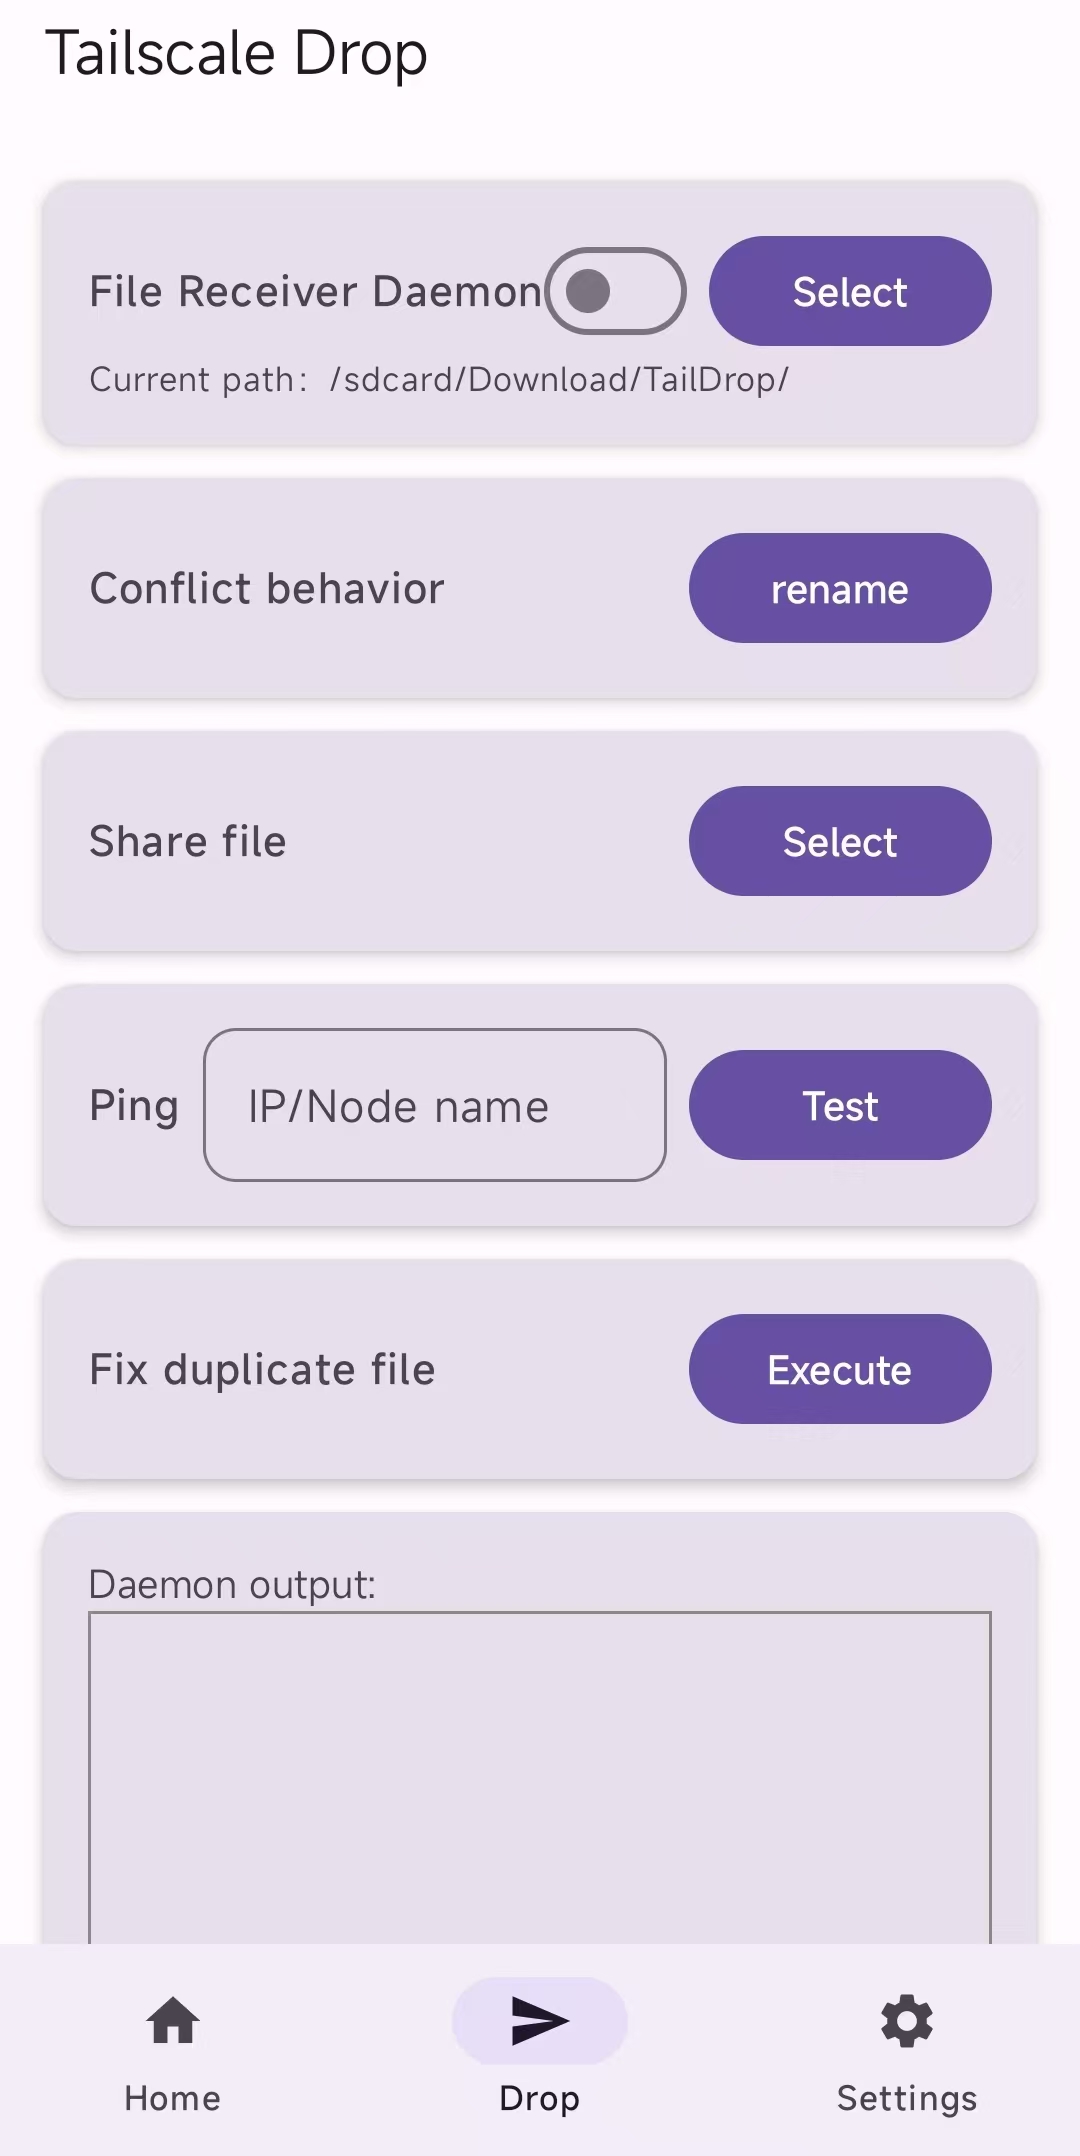 Tailscale Drop
File Receiver Daemon
Select
Current path: /sdcard/Download/TailDrop/
Conflict behavior
rename
Share file
Select
Ping
IP/Node name
Test
Fix duplicate file
Execute
Daemon output:
Home
Drop
Settings